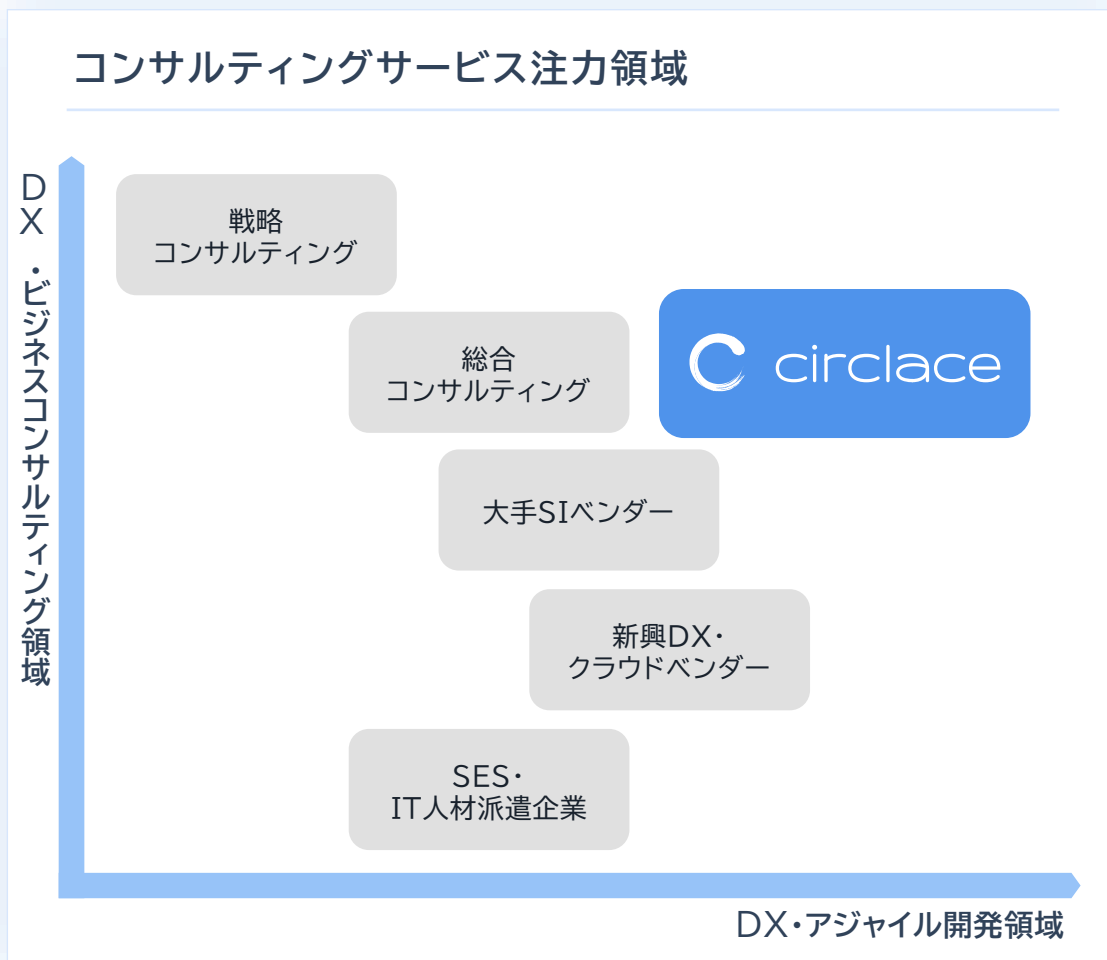 コンサルティングサービス注力領域
DX・ビジネスコンサルティング領域
戦略
コンサルティング
総合
コンサルティング
circlace
大手SIベンダー
新興DX・
クラウドベンダー
SES・
IT人材派遣企業
DX・アジャイル開発領域